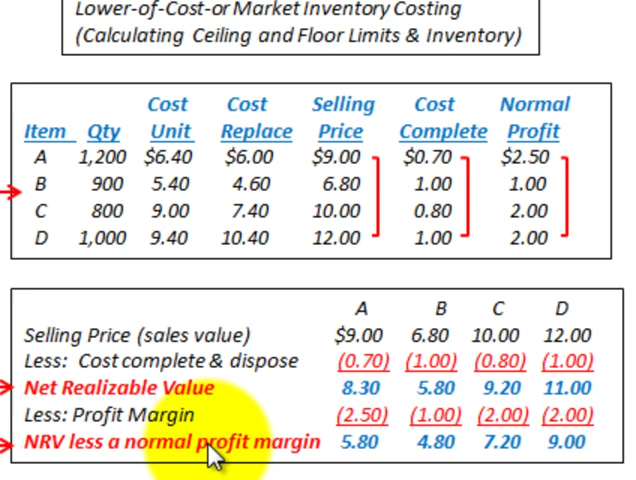 Lower-of-Cost-or Market Inventory Costing
(Calculating Ceiling and Floor Limits & Inventory)
Cost Cost Selling Cost Normal
Item Qty Unit Replace Price Complete Profit
A 1,200 $6.40 $6.00 $9.00 $0.70 $2.50
B 900 5.40 4.60 6.80 1.00 1.00
C 800 9.00 7.40 10.00 0.80 2.00
D 1,000 9.40 10.40 12.00 1.00 2.00
A B C D
Selling Price (sales value) $9.00 6.80 10.00 12.00
Less: Cost complete & dispose (0.70) (1.00) (0.80) (1.00)
Net Realizable Value 8.30 5.80 9.20 11.00
Less: Profit Margin (2.50) (1.00) (2.00) (2.00)
NRV less a normal profit margin 5.80 4.80 7.20 9.00